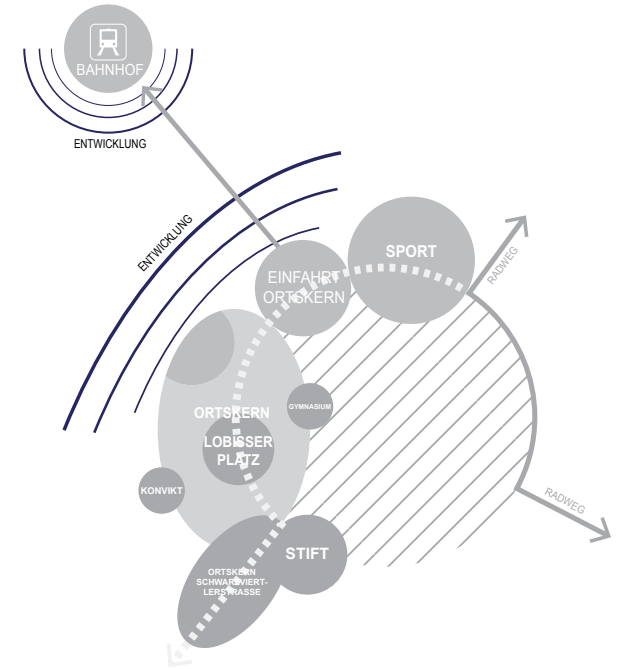 BAHNHOF
ENTWICKLUNG
ENTWICKLUNG
SPORT
RADWEG
EINFAHRT
ORTSKERN
GYMNASIUM
ORTSKERN
LOBISSER
PLATZ
KONVIKT
RADWEG
STIFT
ORTSKERN
SCHWARZVIERT-
LERSTRASSE